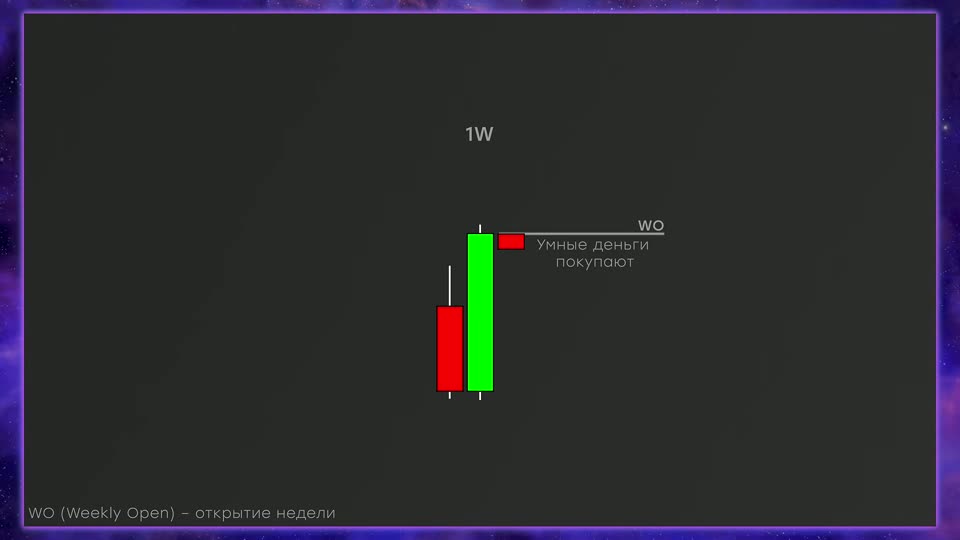 1W
WO
Умные деньги
покупают
WO (Weekly Open) – открытие недели